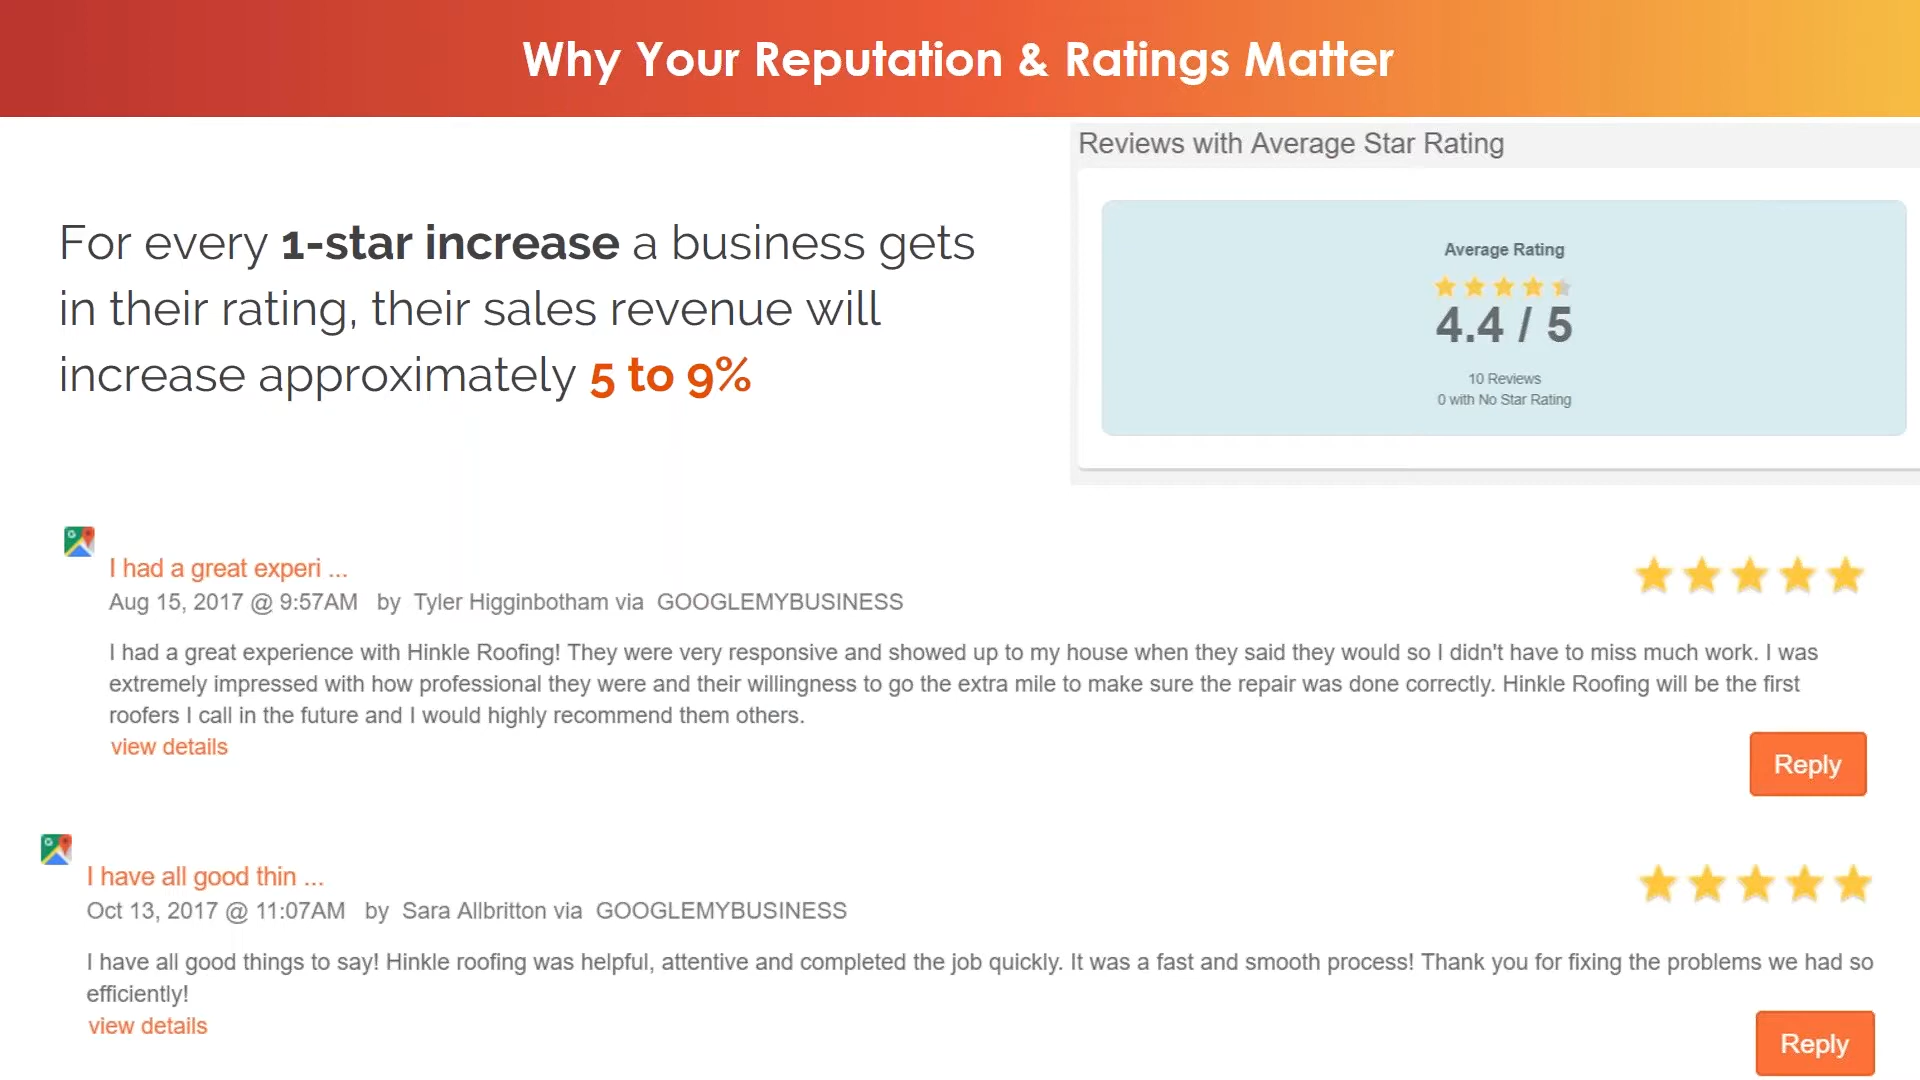 Why Your Reputation & Ratings Matter
For every 1-star increase a business gets
in their rating, their sales revenue will
increase approximately 5 to 9%
Reviews with Average Star Rating
Average Rating
4.4 / 5
10 Reviews
0 with No Star Rating
I had a great experi ...
Aug 15, 2017 @ 9:57AM by Tyler Higginbotham via GOOGLEMYBUSINESS
I had a great experience with Hinkle Roofing! They were very responsive and showed up to my house when they said they would so I didn't have to miss much work. I was
extremely impressed with how professional they were and their willingness to go the extra mile to make sure the repair was done correctly. Hinkle Roofing will be the first
roofers I call in the future and I would highly recommend them others.
view details
Reply
I have all good thin ...
Oct 13, 2017 @ 11:07AM by Sara Allbritton via GOOGLEMYBUSINESS
I have all good things to say! Hinkle roofing was helpful, attentive and completed the job quickly. It was a fast and smooth process! Thank you for fixing the problems we had so
efficiently!
view details
Reply